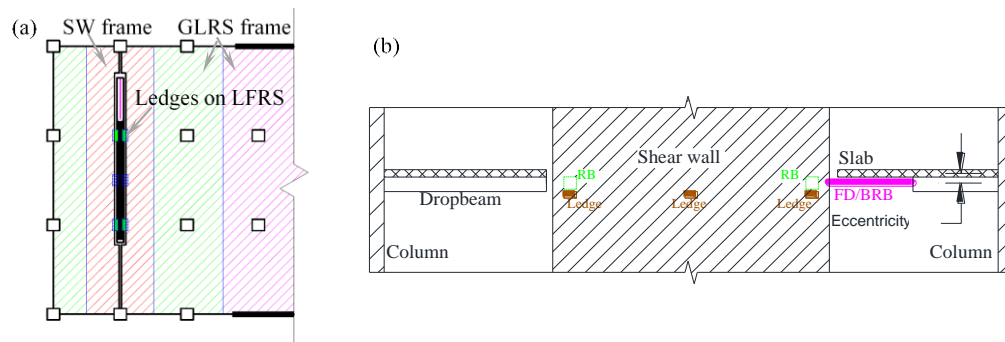 (a)
SW frame
GLRS frame
Ledges on LFRS
(b)
Shear wall
Slab
RB
RB
FD/BRB
Dropbeam
Ledge
Ledge
Ledge
Eccentricity
Column
Column